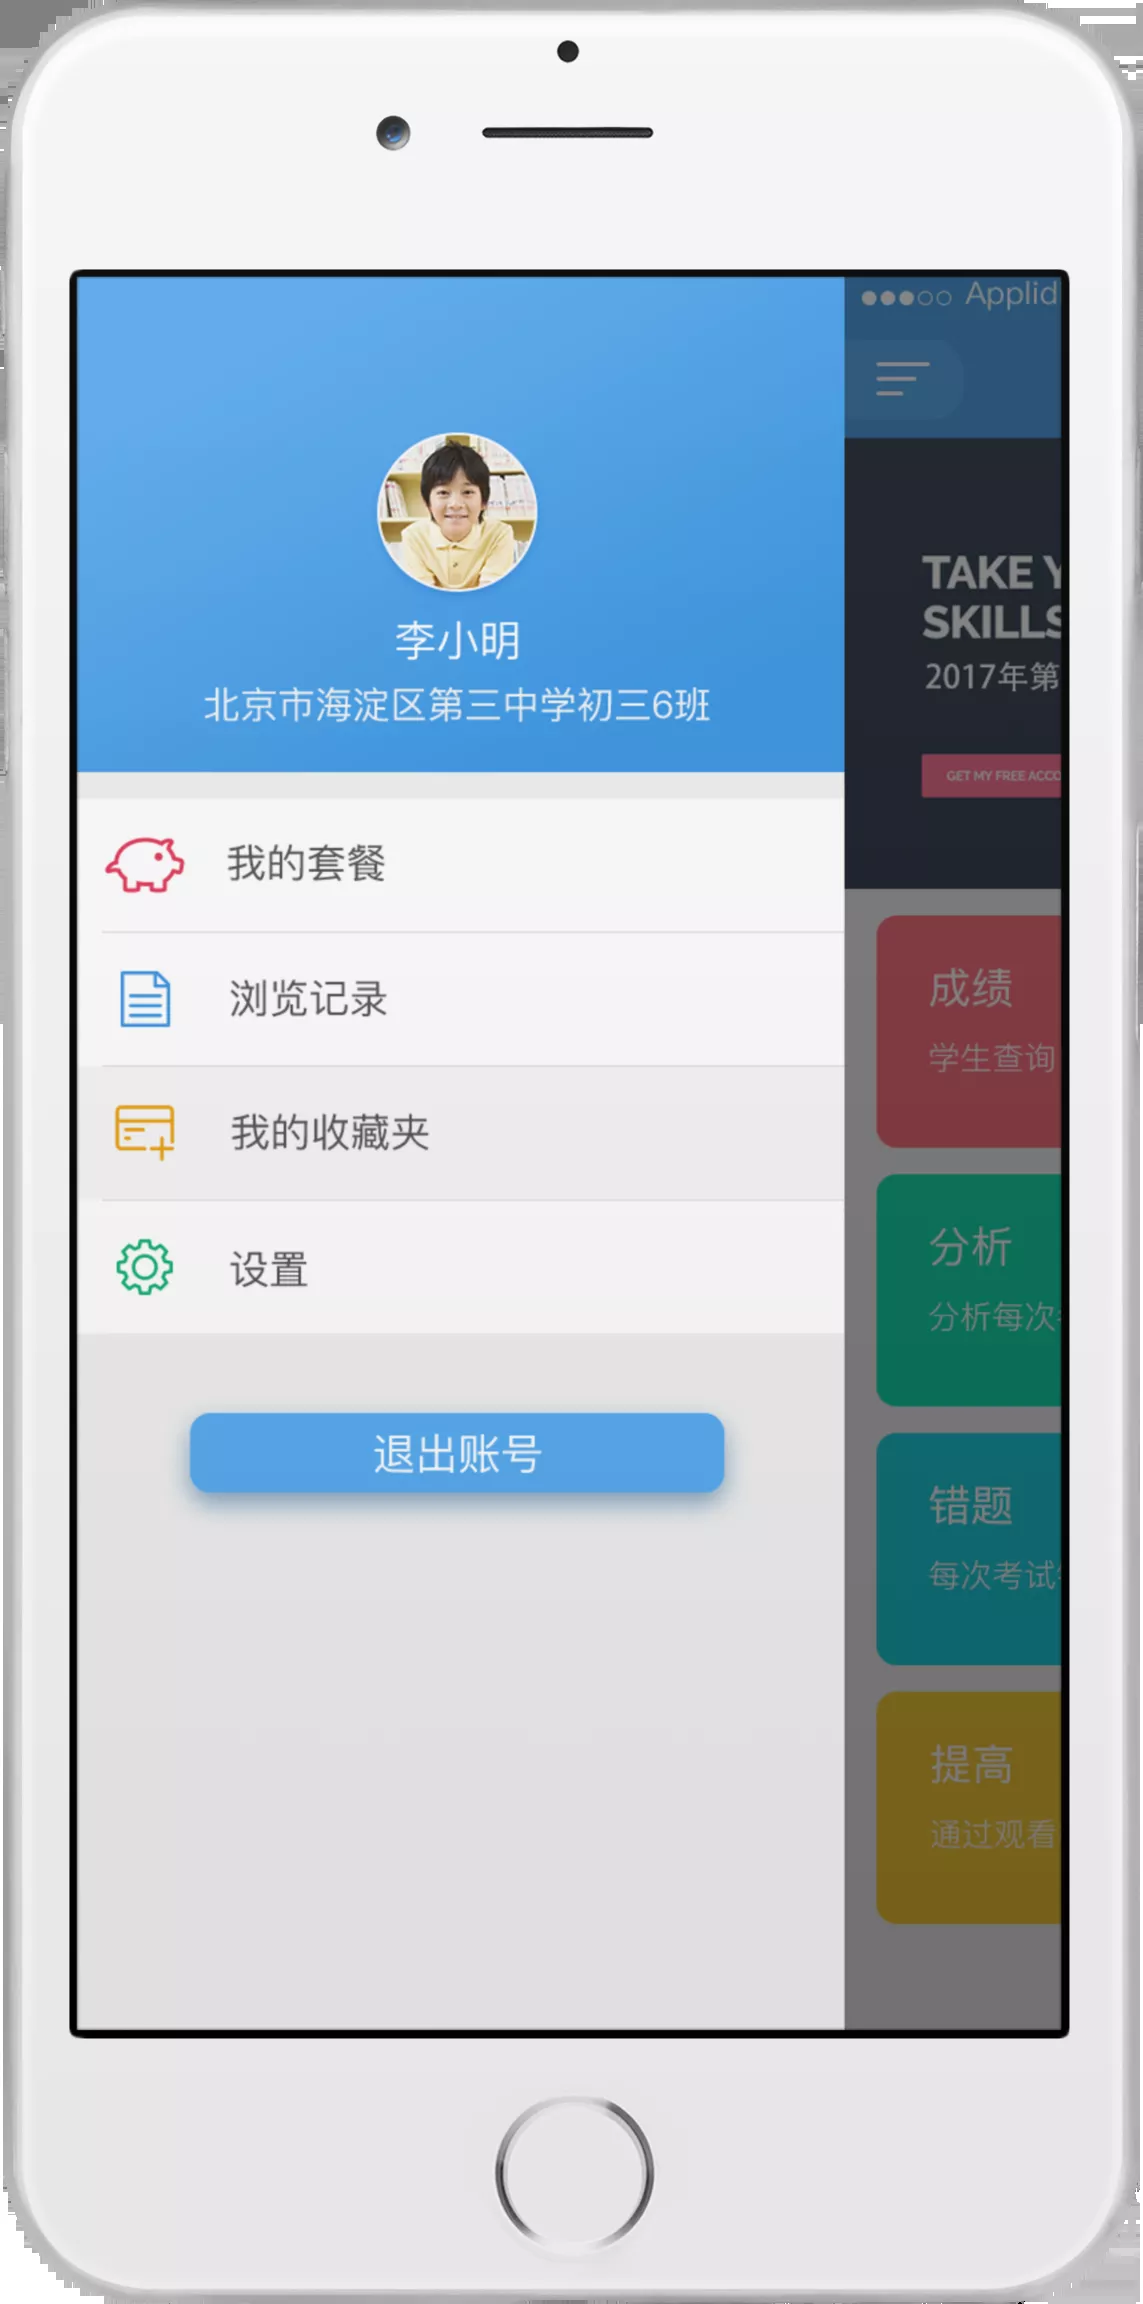 李小明
北京市海淀区第三中学初三6班
我的套餐
浏览记录
我的收藏夹
设置
退出账号
Applid
TAKE Y
SKILLS
2017年第
GET MY FREE ACCO
成绩
学生查询
分析
分析每次
错题
每次考试
提高
通过观看